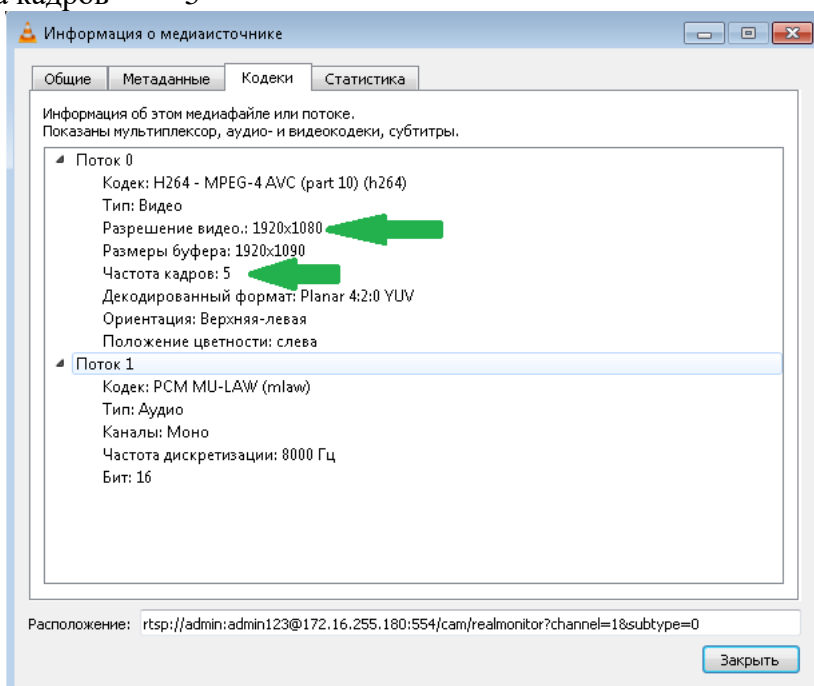 а кадров 5
Информация о медиаисточнике
Общие Метаданные Кодеки Статистика
Информация об этом медиафайле или потоке.
Показаны мультиплексор, аудио- и видеокодеки, субтитры.
Поток 0
Кодек: H264 - MPEG-4 AVC (part 10) (h264)
Тип: Видео
Разрешение видео.: 1920x1080
Размеры буфера: 1920x1090
Частота кадров: 5
Декодированный формат: Planar 4:2:0 YUV
Ориентация: Верхняя-левая
Положение цветности: слева
Поток 1
Кодек: PCM MU-LAW (mlaw)
Тип: Аудио
Каналы: Моно
Частота дискретизации: 8000 Гц
Бит: 16
Расположение: rtsp://admin:admin123@172.16.255.180:554/cam/realmonitor?channel=1&subtype=0
Закрыть